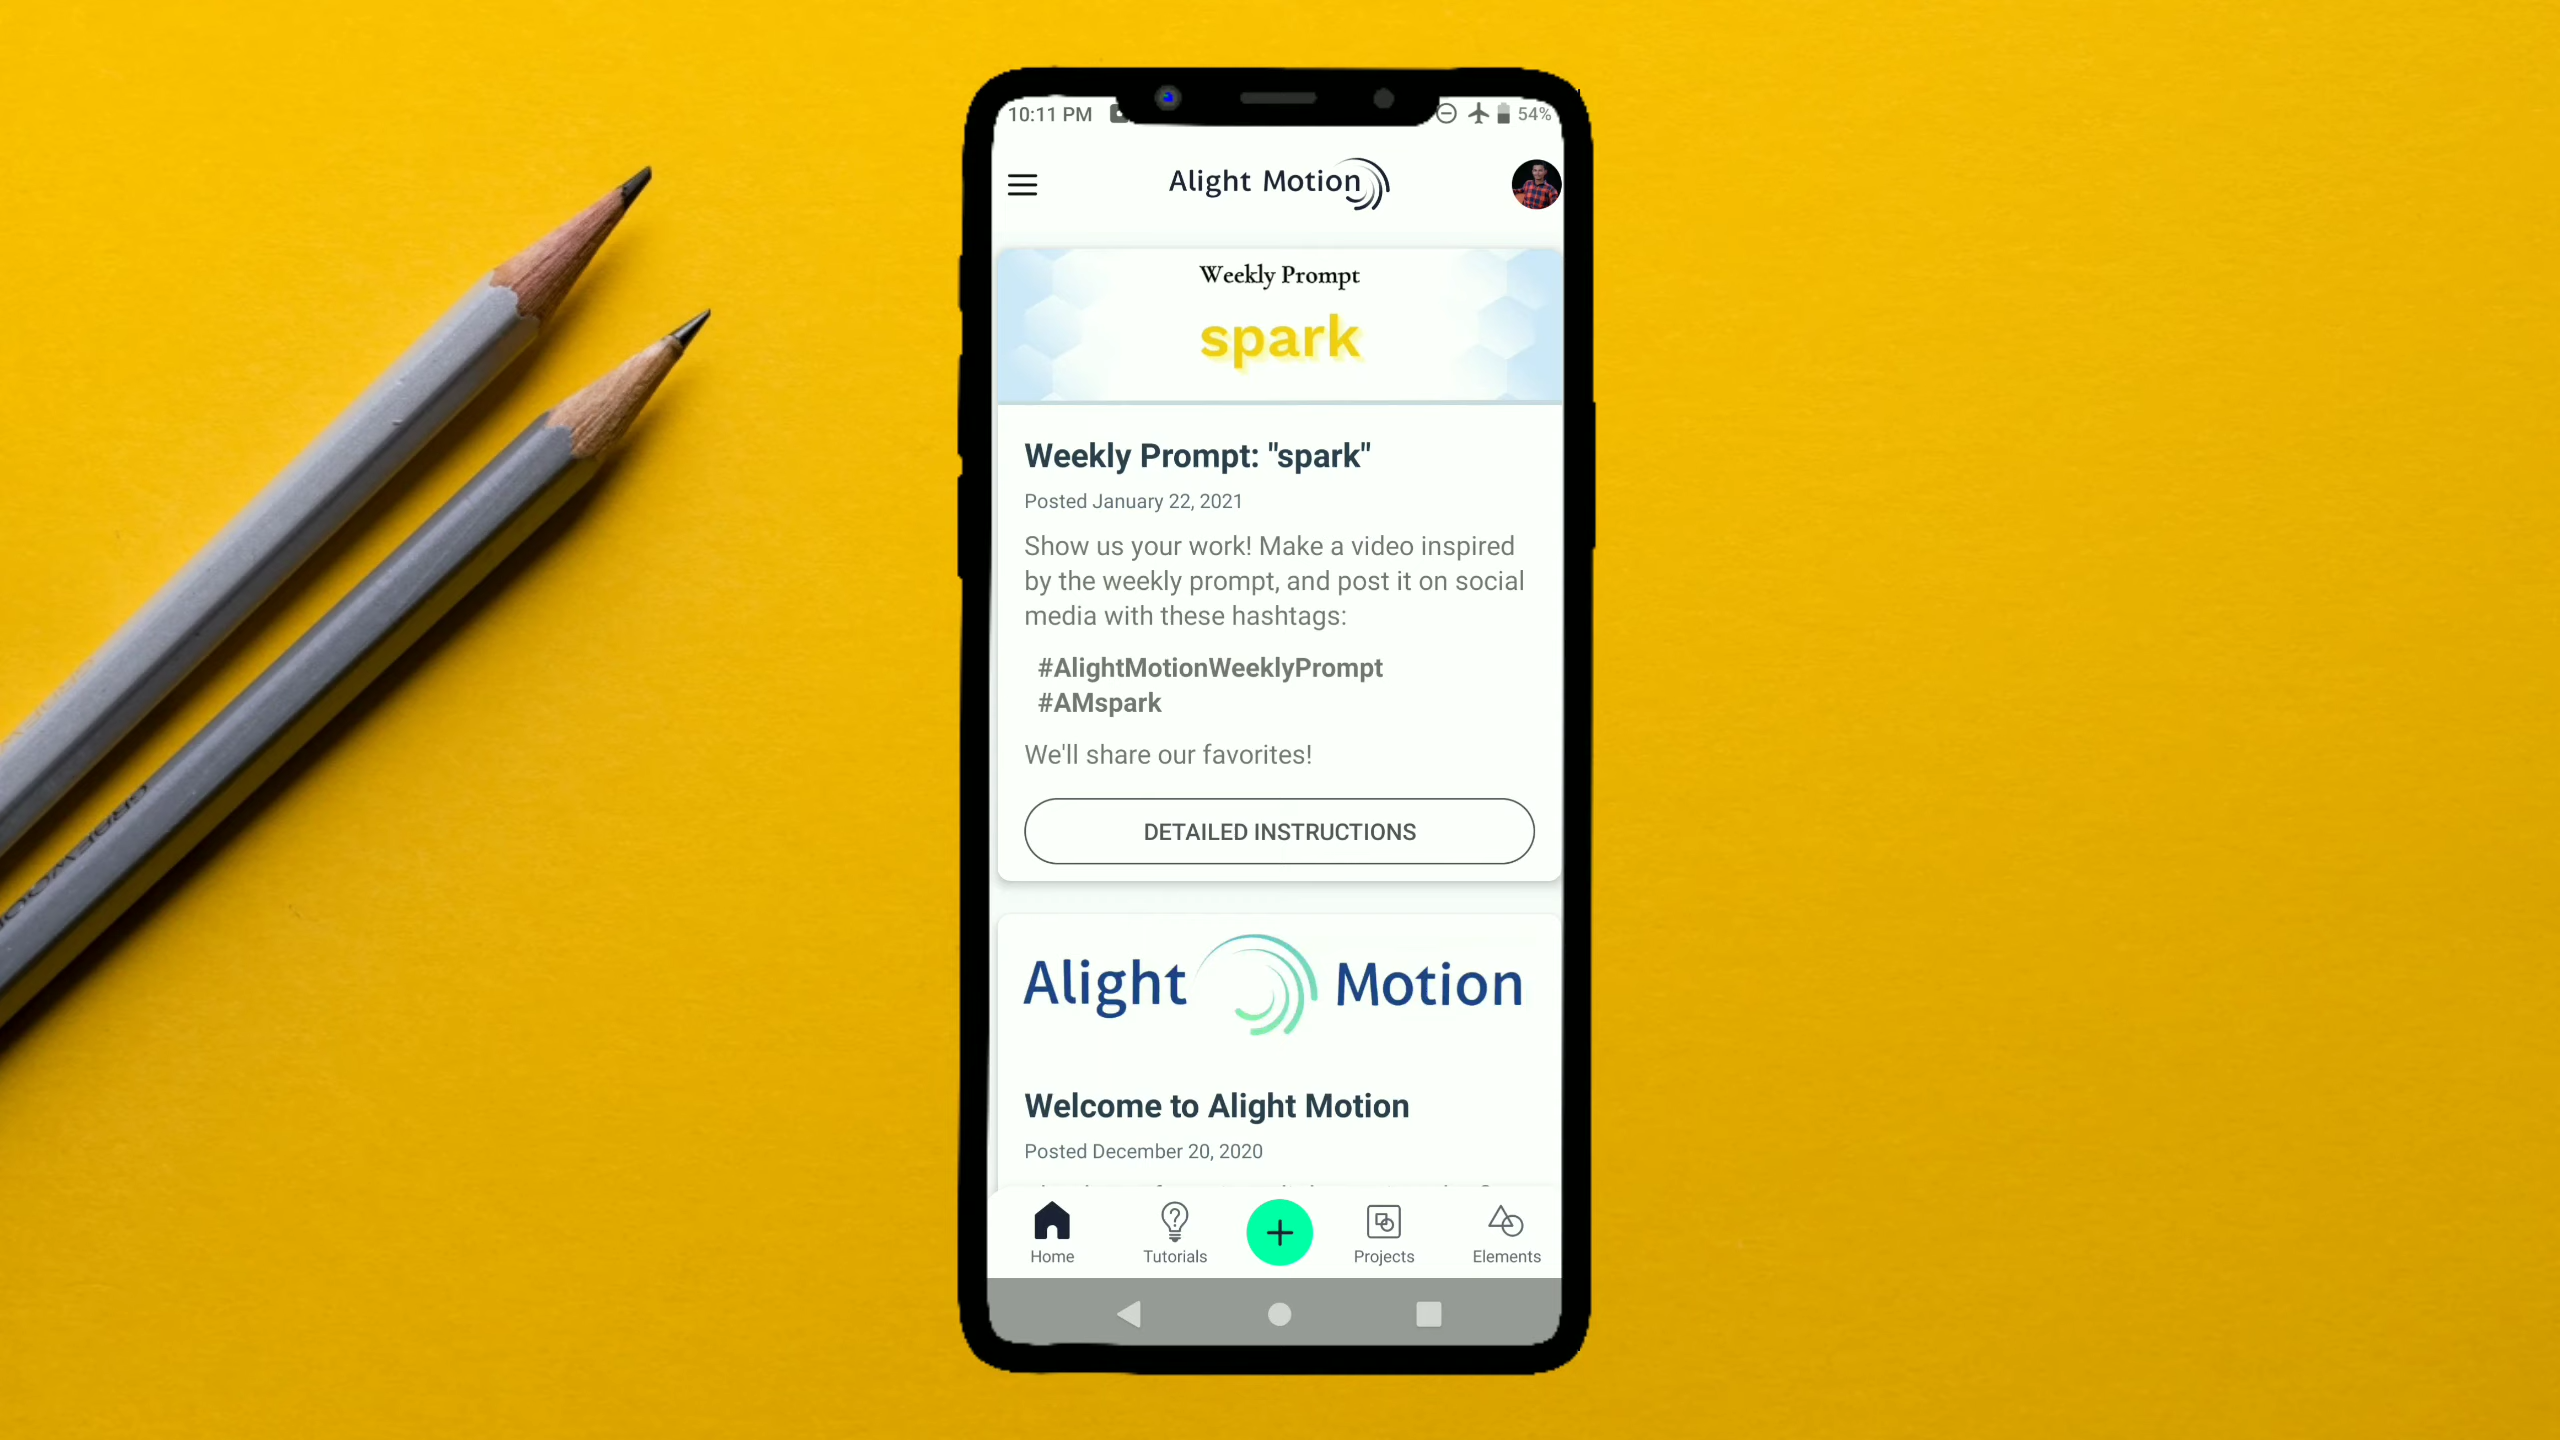 10:11 PM
54%
Alight Motion
Weekly Prompt
spark
Weekly Prompt: "spark"
Posted January 22, 2021
Show us your work! Make a video inspired
by the weekly prompt, and post it on social
media with these hashtags:
#AlightMotionWeeklyPrompt
#AMspark
We'll share our favorites!
DETAILED INSTRUCTIONS
Alight Motion
Welcome to Alight Motion
Posted December 20, 2020
Home
Tutorials
Projects
Elements